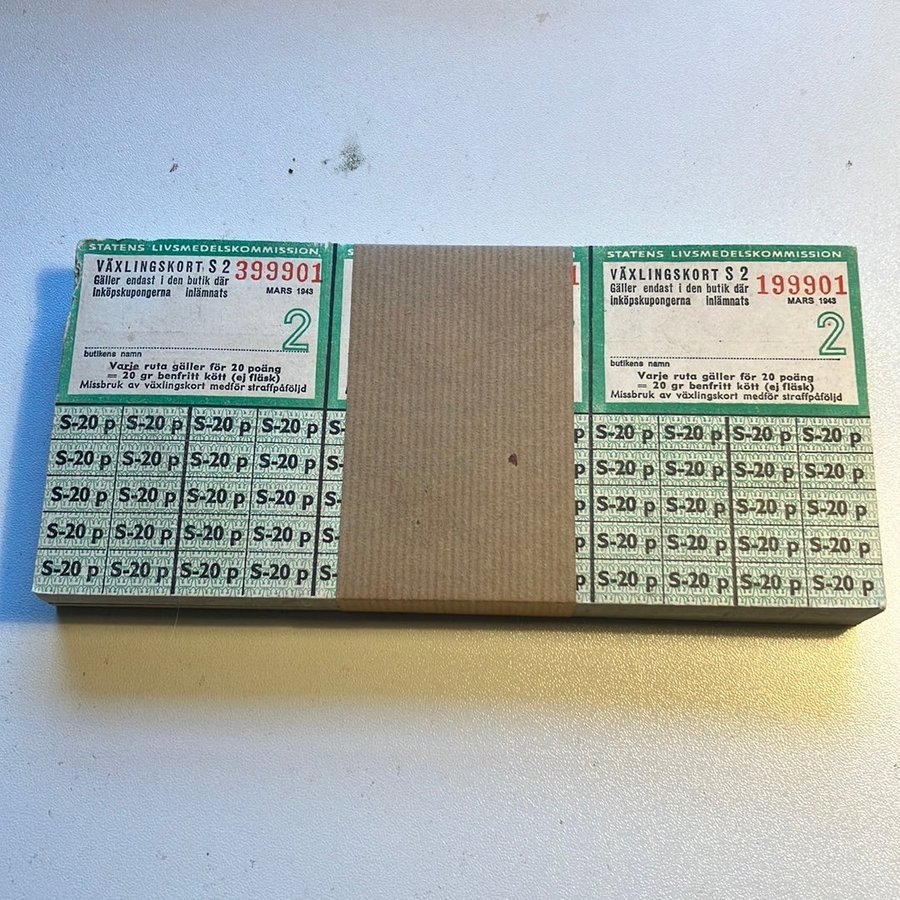 STATENS LIVSMEDELSKOMMISSION
VÄXLINGSKORT S 2 399901
Gäller endast i den butik där
inköpskupongerna inlämnats MARS 1943
2
butikens namn
Varje ruta gäller för 20 poäng
= 20 gr benfritt kött (ej fläsk)
Missbruk av växlingskort medför straffpåföljd
S-20 p S-20 p S-20 p S-20 p S-
S-20 p S-20 p S-20 p S-20 p S-
S-20 p S-20 p S-20 p S-20 p S-
S-20 p S-20 p S-20 p S-20 p S-
S-20 p S-20 p S-20 p S-20 p S-
STATENS LIVSMEDELSKOMMISSION
VÄXLINGSKORT S 2 199901
Gäller endast i den butik där
inköpskupongerna inlämnats MARS 1943
2
butikens namn
Varje ruta gäller för 20 poäng
= 20 gr benfritt kött (ej fläsk)
Missbruk av växlingskort medför straffpåföljd
p S-20 p S-20 p S-20 p S-20 p
p S-20 p S-20 p S-20 p S-20 p
p S-20 p S-20 p S-20 p S-20 p
p S-20 p S-20 p S-20 p S-20 p
p S-20 p S-20 p S-20 p S-20 p